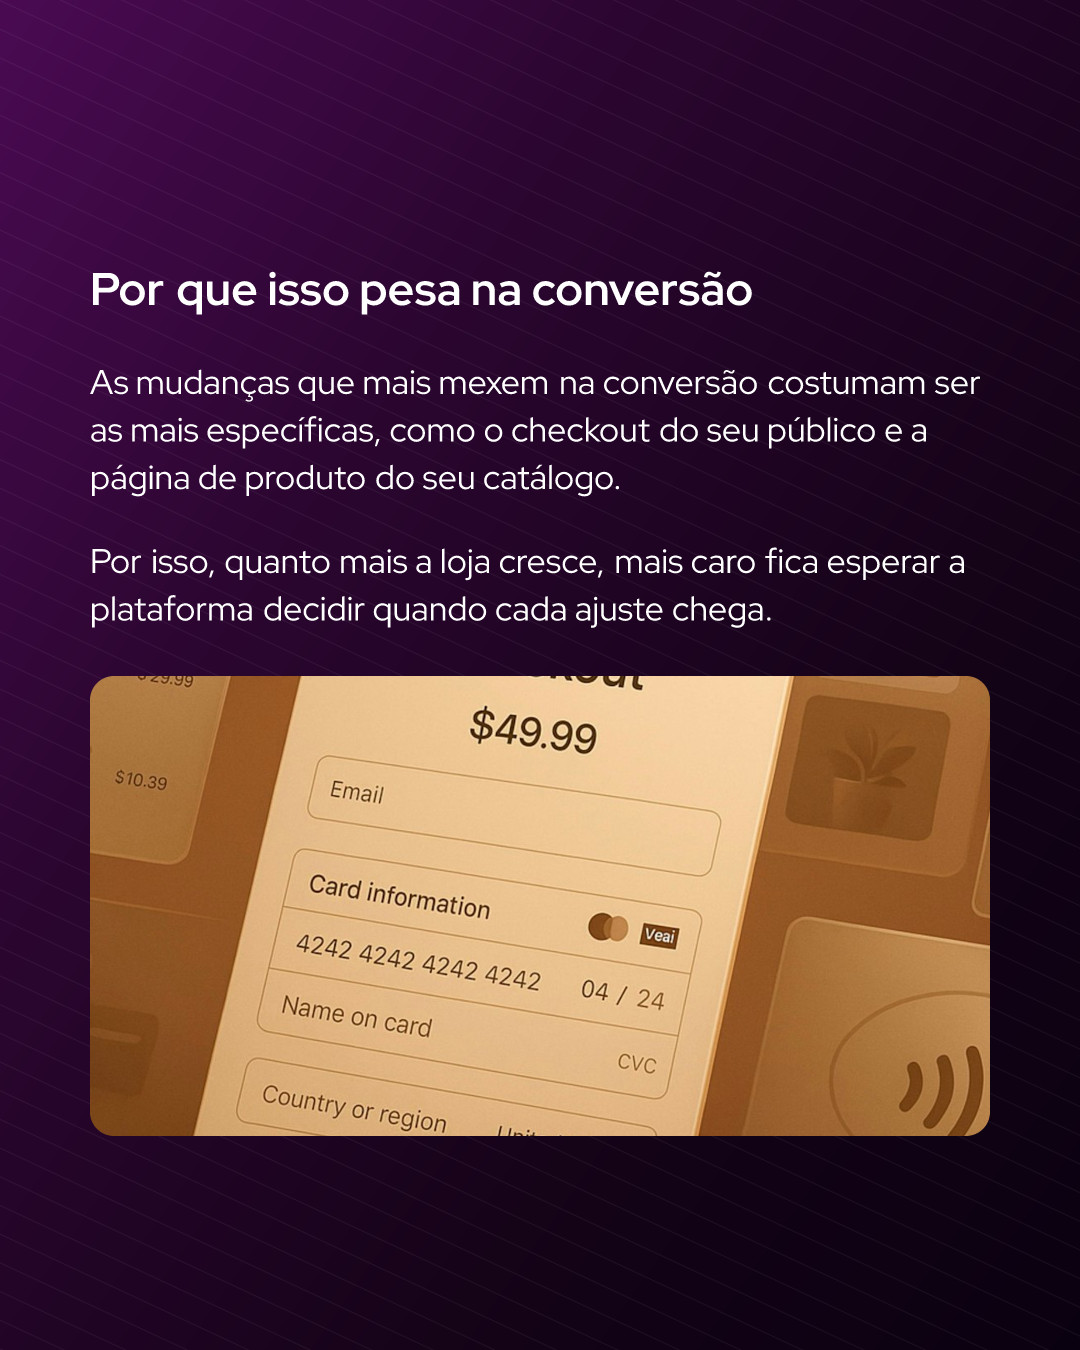 Por que isso pesa na conversão
As mudanças que mais mexem na conversão costumam ser
as mais específicas, como o checkout do seu público e a
página de produto do seu catálogo.
Por isso, quanto mais a loja cresce, mais caro fica esperar a
plataforma decidir quando cada ajuste chega.
$29.99
$10.39
$49.99
Email
Card information
Veai
4242 4242 4242 4242 04 / 24
Name on card
CVC
Country or region